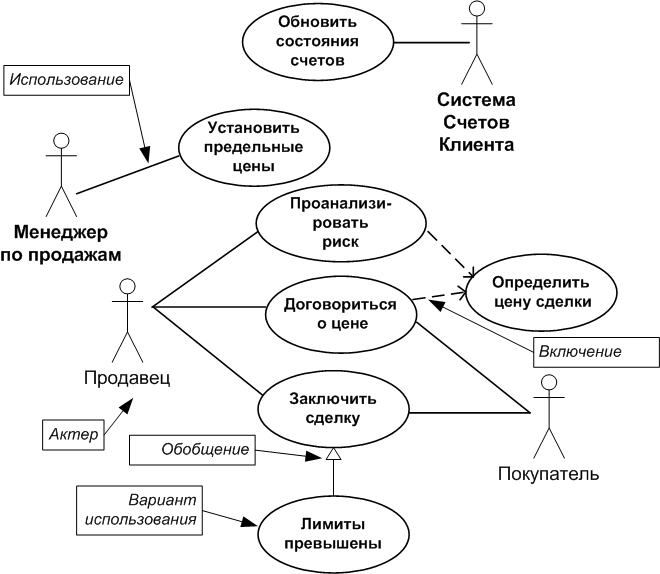 Обновить
состояния
счетов
Система
Счетов
Клиента
Использование
Установить
предельные
цены
Менеджер
по продажам
Проанализи-
ровать
риск
Определить
цену сделки
Договориться
о цене
Включение
Продавец
Заключить
сделку
Актер
Обобщение
Покупатель
Вариант
использования
Лимиты
превышены